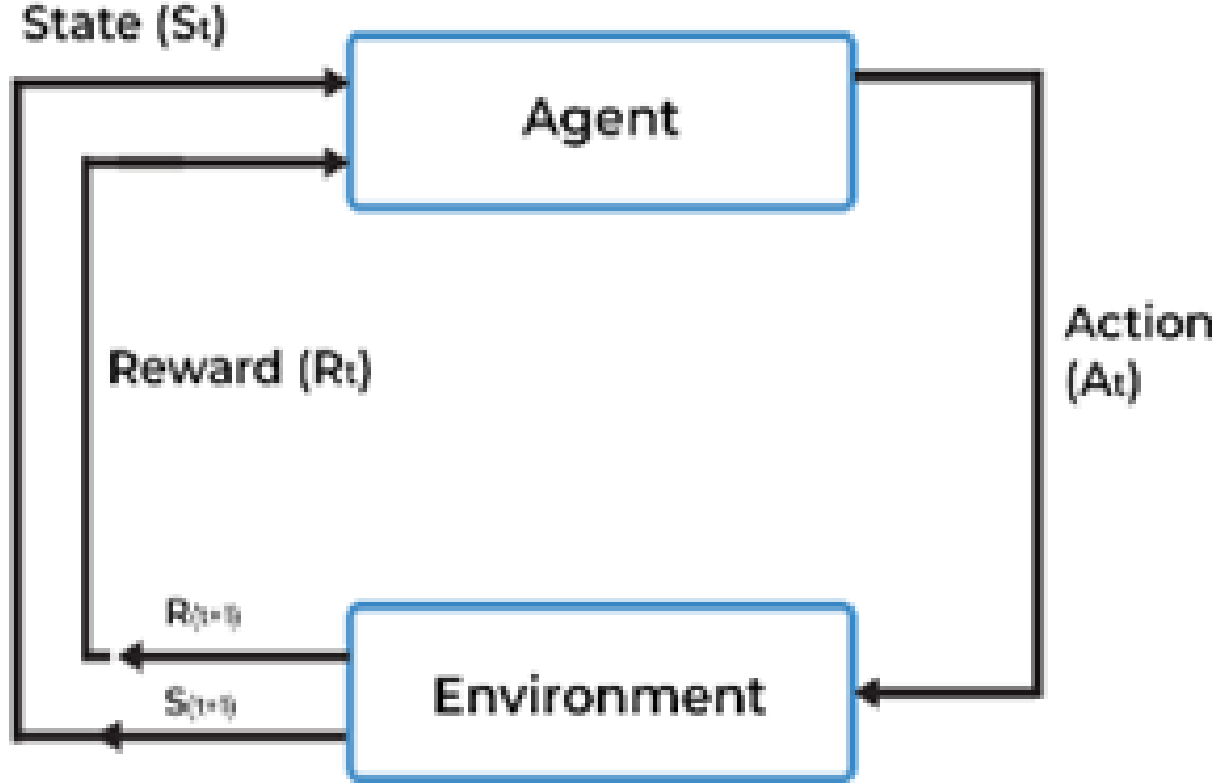 State (St)
Agent
Action
(At)
Reward (Rt)
R(t+1)
S(t+1)
Environment